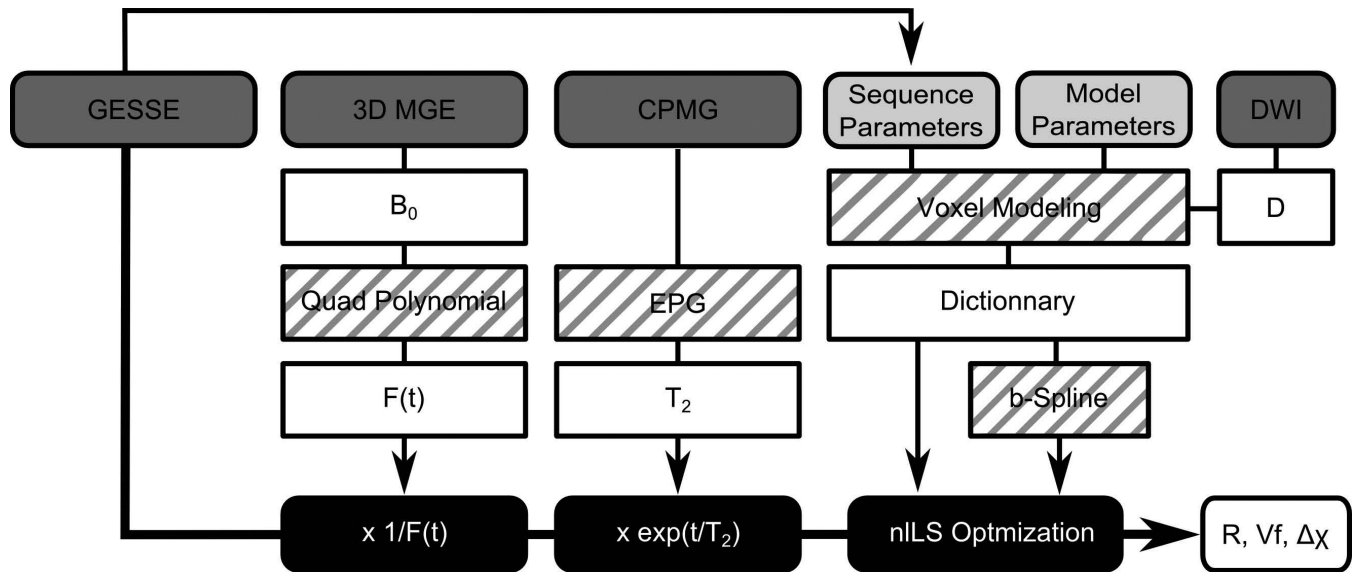 GESSE
3D MGE
CPMG
Sequence
Parameters
Model
Parameters
DWI
B₀
Voxel Modeling
D
Quad Polynomial
EPG
Dictionnary
F(t)
T₂
b-Spline
x 1/F(t)
x exp(t/T₂)
nlLS Optmization
R, Vf, Δχ